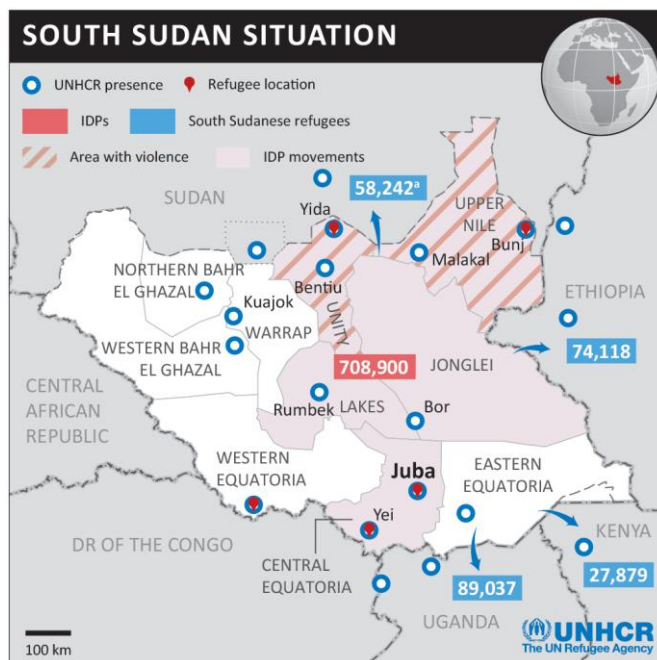 SOUTH SUDAN SITUATION
UNHCR presence
Refugee location
IDPs
South Sudanese refugees
Area with violence
IDP movements
SUDAN
58,242ª
Yida
UPPER
NILE
Bunj
Malakal
NORTHERN BAHR
EL GHAZAL
Bentiu
ETHIOPIA
Kuajok
WARRAP
UNITY
WESTERN BAHR
EL GHAZAL
74,118
708,900
JONGLEI
CENTRAL
AFRICAN
REPUBLIC
Rumbek
LAKES
Bor
WESTERN
EQUATORIA
Juba
EASTERN
EQUATORIA
Yei
KENYA
DR OF THE CONGO
CENTRAL
EQUATORIA
27,879
89,037
UGANDA
100 km
UNHCR
The UN Refugee Agency